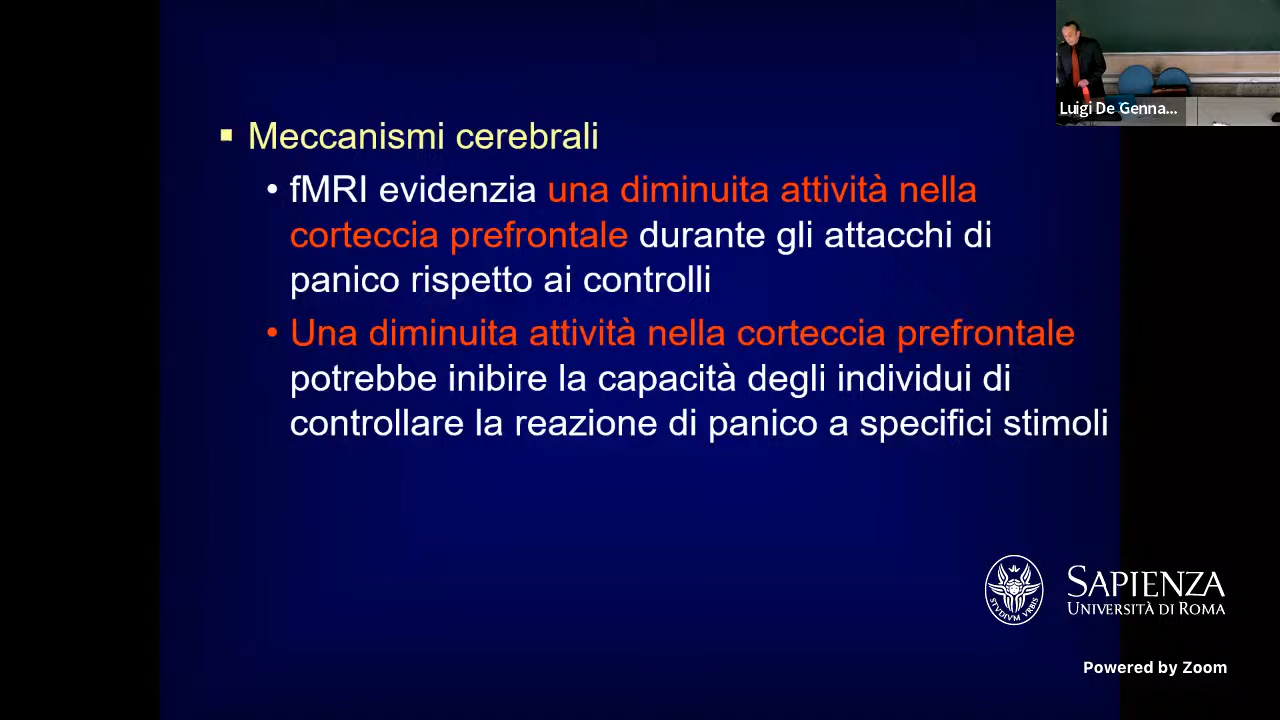 Luigi De Genna...
Meccanismi cerebrali
fMRI evidenzia una diminuita attività nella
corteccia prefrontale durante gli attacchi di
panico rispetto ai controlli
Una diminuita attività nella corteccia prefrontale
potrebbe inibire la capacità degli individui di
controllare la reazione di panico a specifici stimoli
STVDIVM VRBIS
SAPIENZA
UNIVERSITÀ DI ROMA
Powered by Zoom